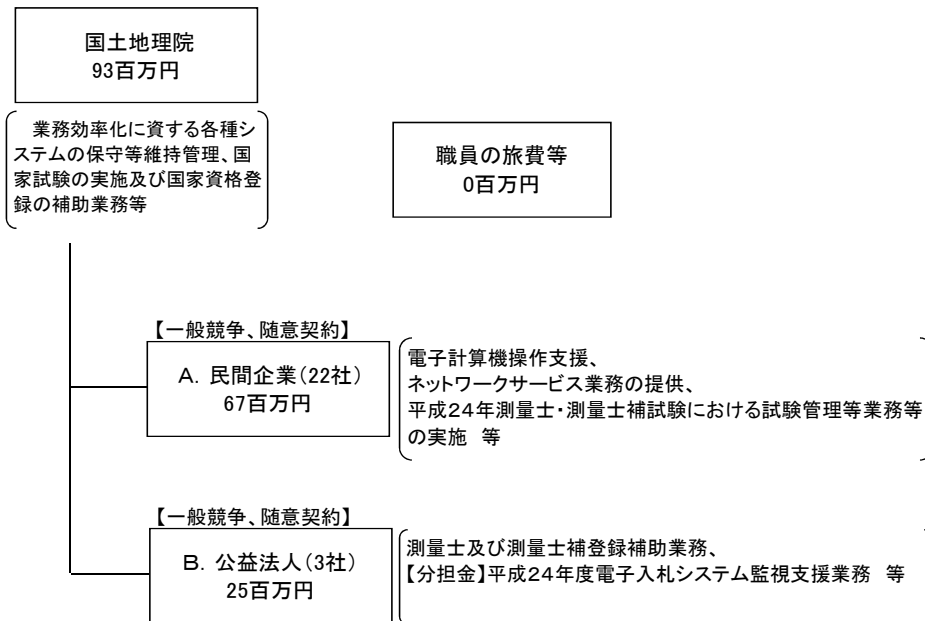 国土地理院
93百万円
業務効率化に資する各種シ
ステムの保守等維持管理、国
家試験の実施及び国家資格登
録の補助業務等
職員の旅費等
0百万円
【一般競争、随意契約】
A. 民間企業(22社)
67百万円
電子計算機操作支援、
ネットワークサービス業務の提供、
平成24年測量士・測量士補試験における試験管理等業務等
の実施 等
【一般競争、随意契約】
B. 公益法人(3社)
25百万円
測量士及び測量士補登録補助業務、
【分担金】平成24年度電子入札システム監視支援業務 等